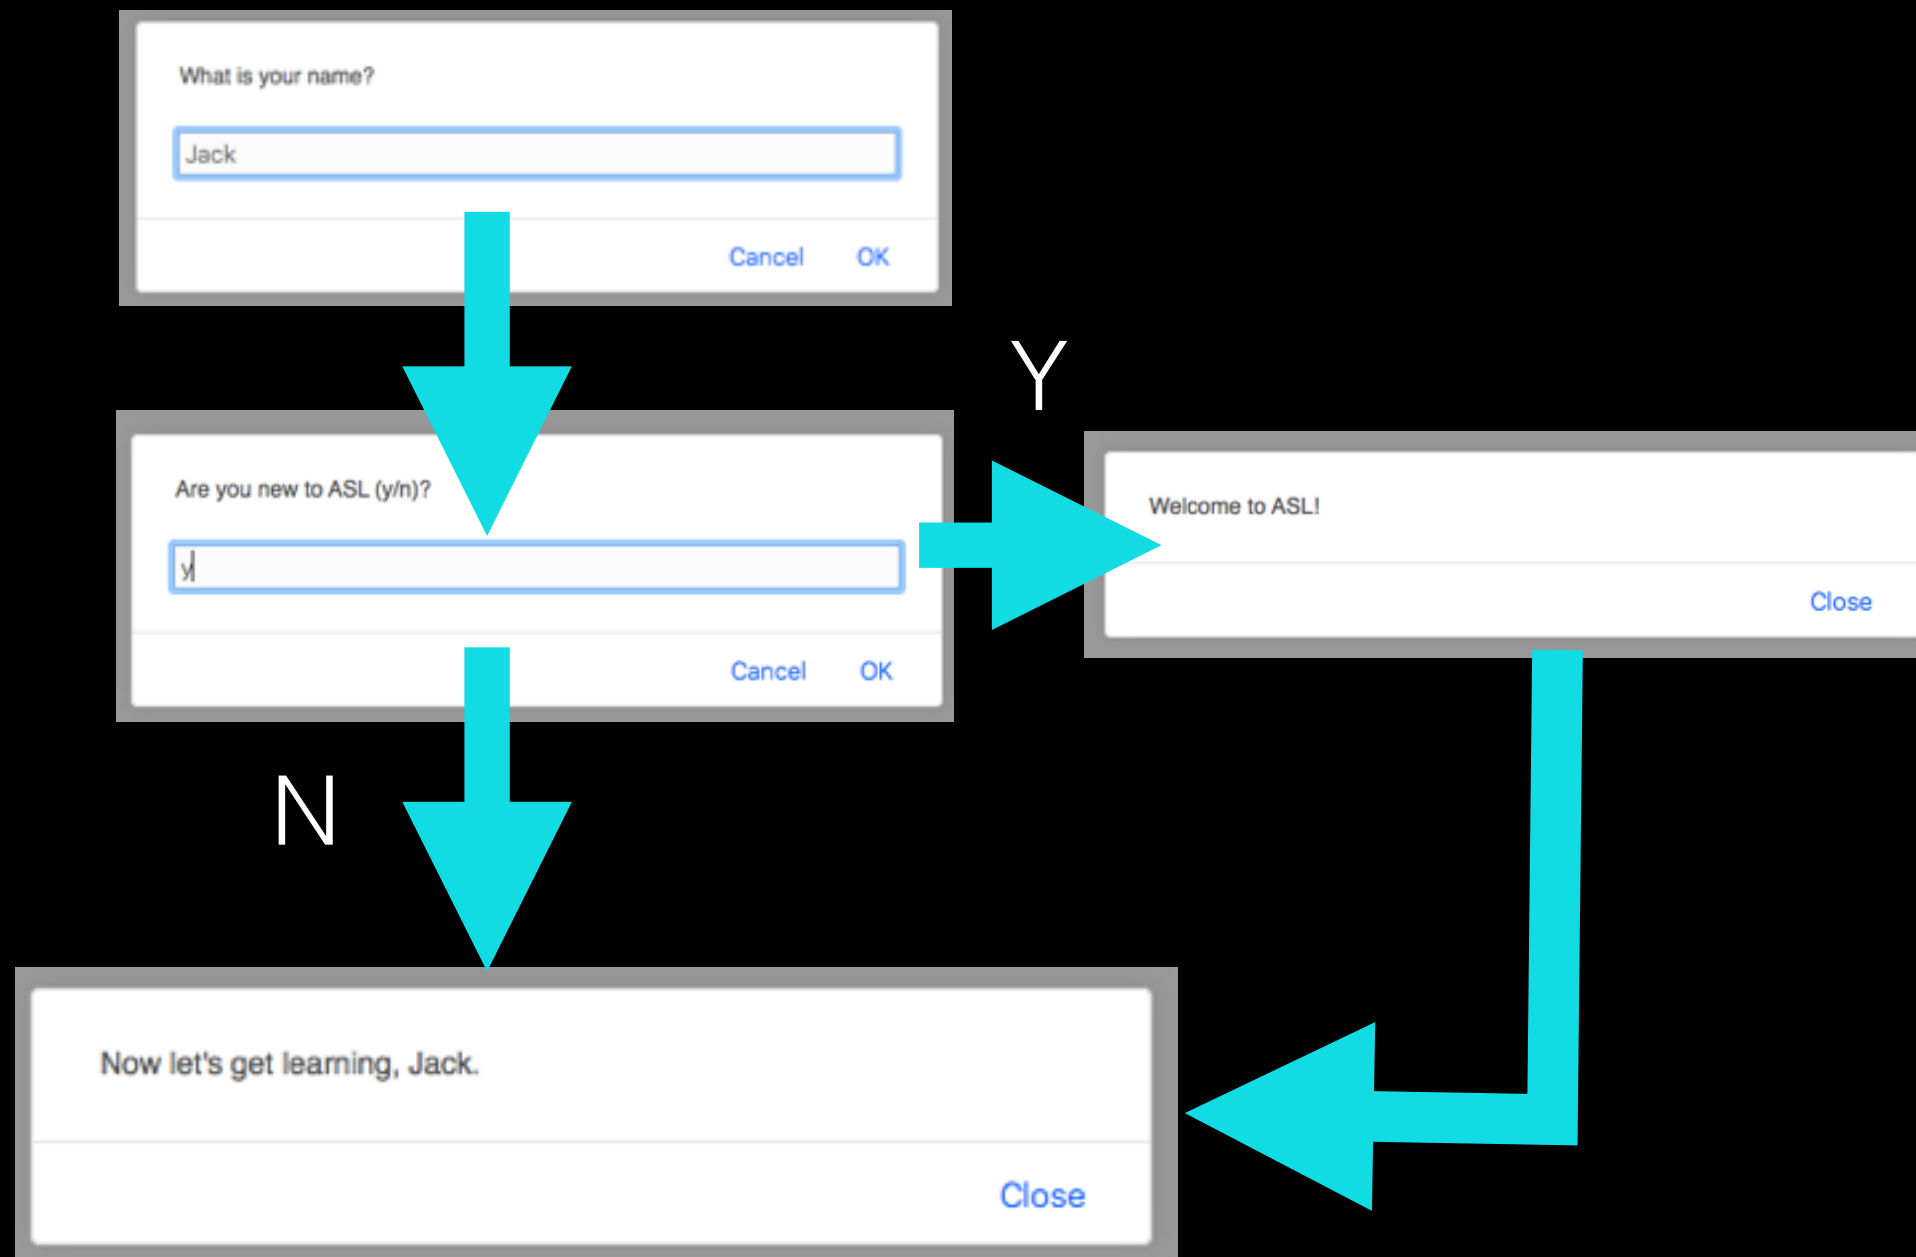 What is your name?
Jack
Cancel OK
Y
Are you new to ASL (y/n)?
y
Cancel OK
Welcome to ASL!
Close
N
Now let's get learning, Jack.
Close